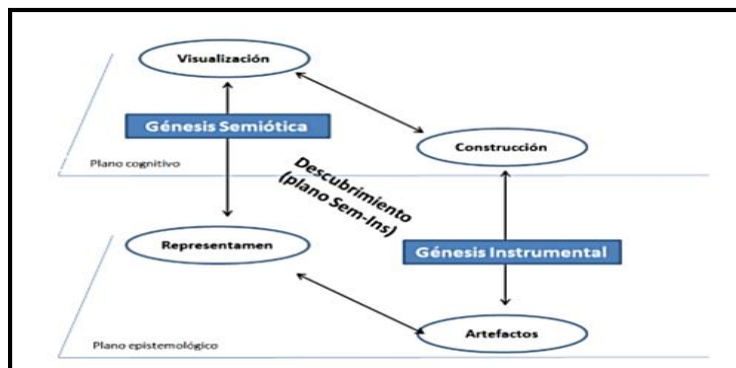 Visualización
Génesis Semiótica
Construcción
Plano cognitivo
Descubrimiento
(plano Sem-Ins)
Representamen
Génesis Instrumental
Artefactos
Plano epistemológico